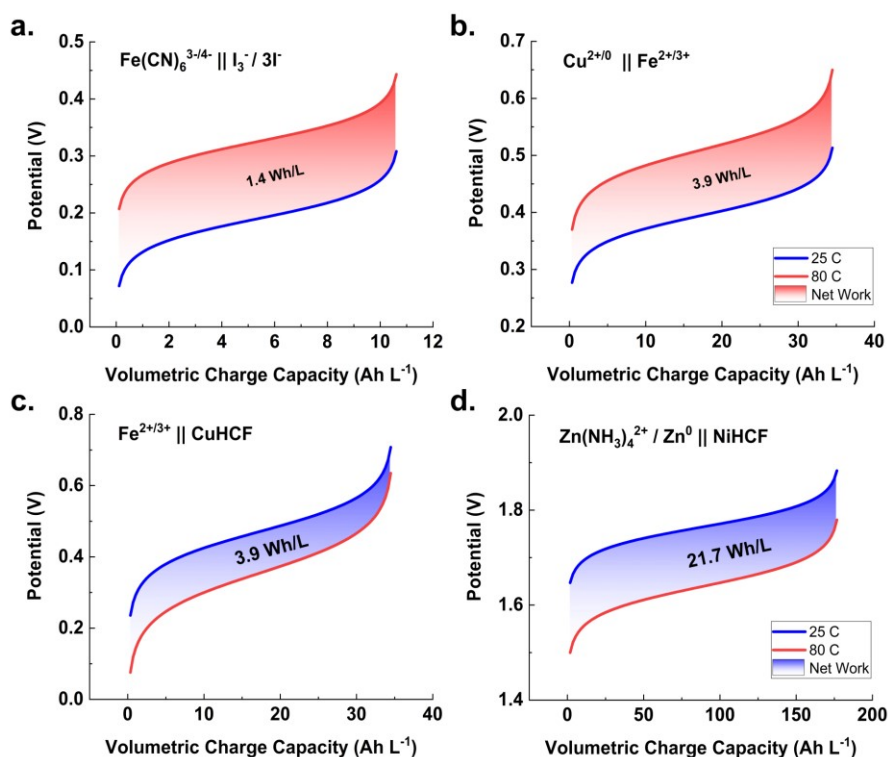 a.
Fe(CN)₆³⁻/⁴⁻ || I₃⁻ / 3I⁻
1.4 Wh/L
0.5
0.4
0.3
0.2
0.1
0.0
Potential (V)
0 2 4 6 8 10 12
Volumetric Charge Capacity (Ah L⁻¹)
b.
Cu²⁺/⁰ || Fe²⁺/³⁺
3.9 Wh/L
25 C
80 C
Net Work
0.7
0.6
0.5
0.4
0.3
0.2
Potential (V)
0 10 20 30 40
Volumetric Charge Capacity (Ah L⁻¹)
c.
Fe²⁺/³⁺ || CuHCF
3.9 Wh/L
0.8
0.6
0.4
0.2
0.0
Potential (V)
0 10 20 30 40
Volumetric Charge Capacity (Ah L⁻¹)
d.
Zn(NH₃)₄²⁺ / Zn⁰ || NiHCF
21.7 Wh/L
25 C
80 C
Net Work
2.0
1.8
1.6
1.4
Potential (V)
0 50 100 150 200
Volumetric Charge Capacity (Ah L⁻¹)